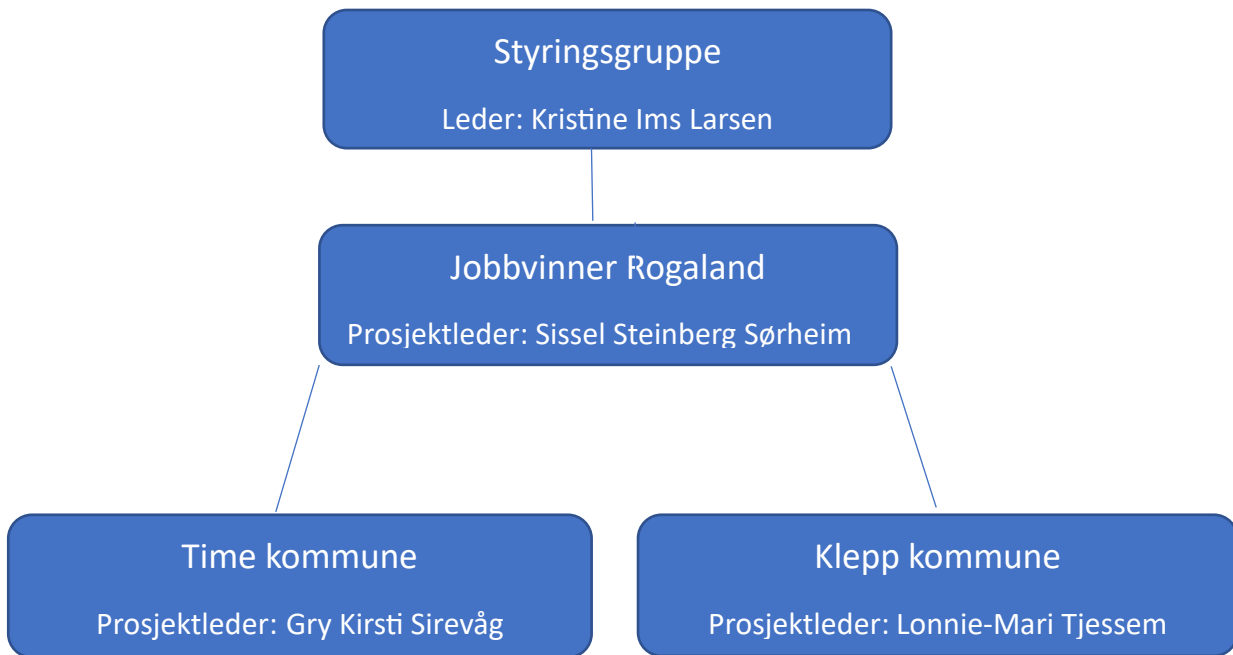 Styringsgruppe
Leder: Kristine Ims Larsen
Jobbvinner Rogaland
Prosjektleder: Sissel Steinberg Sørheim
Time kommune
Prosjektleder: Gry Kirsti Sirevåg
Klepp kommune
Prosjektleder: Lonnie-Mari Tjessem